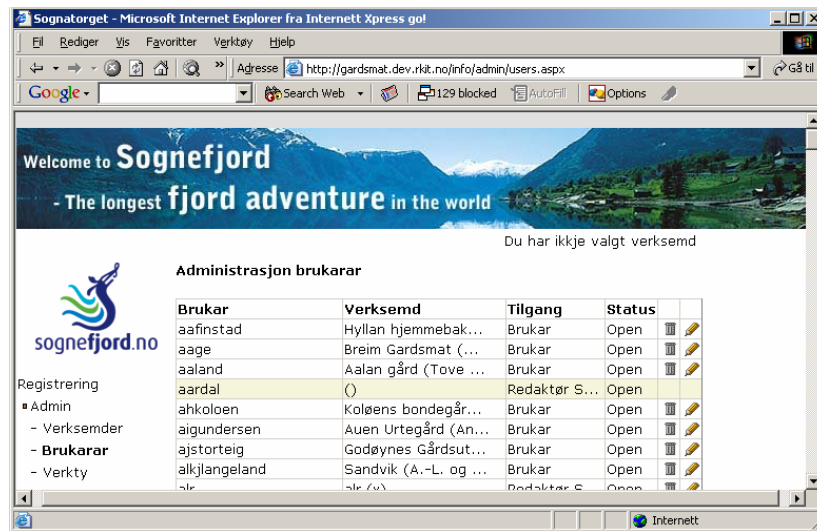 Sognatorget - Microsoft Internet Explorer fra Internett Xpress go!
Fil Rediger Vis Favoritter Verktøy Hjelp
» Adresse http://gardsmat.dev.rkit.no/info/admin/users.aspx Gå til
Google Search Web 129 blocked AutoFill Options
Welcome to Sognefjord
- The longest fjord adventure in the world
Du har ikkje valgt verksemd
sognefjord.no
Administrasjon brukarar
Brukar Verksemd Tilgang Status
aafinstad Hyllan hjemmebak... Brukar Open
aage Breim Gardsmat (... Brukar Open
aaland Aalan gård (Tove ... Brukar Open
aardal () Redaktør S... Open
ahkoloen Koløens bondegår... Brukar Open
aigundersen Auen Urtegård (An... Brukar Open
ajstorteig Godøynes Gårdsut... Brukar Open
alkjlangeland Sandvik (A.-L. og ... Brukar Open
Registrering
Admin
- Verksemder
- Brukarar
- Verkty
Internett